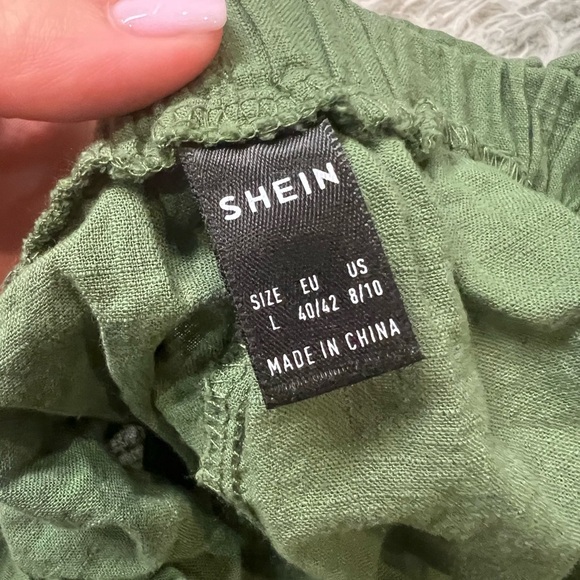 SHEIN
SIZE EU US
L 40/42 8/10
MADE IN CHINA